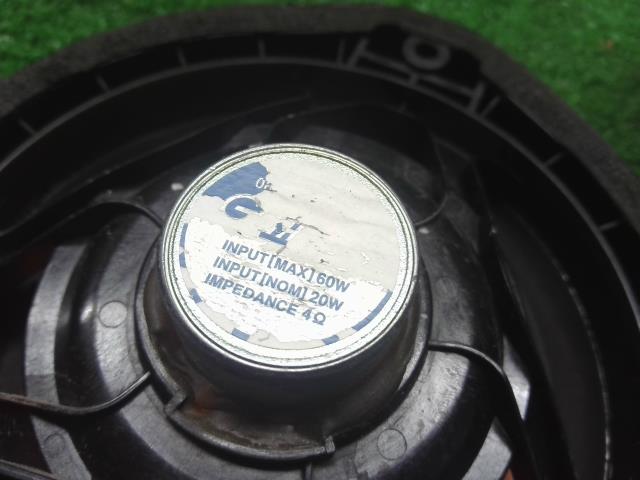 INPUT[MAX] 60W
INPUT[NOM] 20W
IMPEDANCE 4Ω